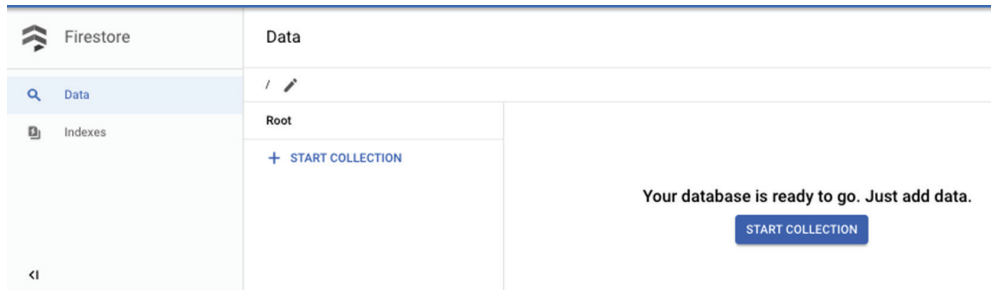 Firestore
Data
Data
Indexes
/
Root
+ START COLLECTION
Your database is ready to go. Just add data.
START COLLECTION